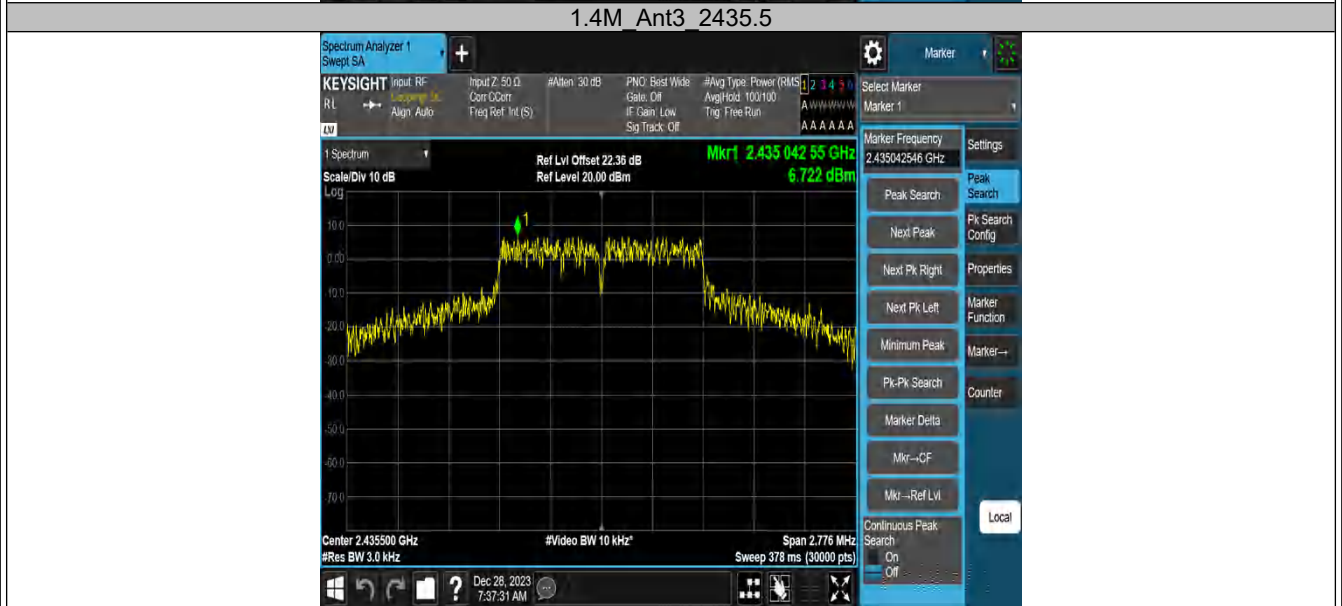 1.4M_Ant3_2435.5
Spectrum Analyzer 1
Swept SA
+
Marker
KEYSIGHT
RL
LXI
Input: RF
Align: Auto
Input Z: 50 Ω
Corr CCorr
Freq Ref: Int (S)
#Atten: 30 dB
PNO: Best Wide
Gate: Off
IF Gain: Low
Sig Track: Off
#Avg Type: Power (RMS
Avg|Hold: 100/100
Trig: Free Run
1 2 3 4 5 6
A W W W W W
A A A A A A
Select Marker
Marker 1
Marker Frequency
2.435042546 GHz
Settings
1 Spectrum
Scale/Div 10 dB
Log
Ref Lvl Offset 22.36 dB
Ref Level 20.00 dBm
Mkr1 2.435 042 55 GHz
6.722 dBm
Peak Search
Peak
Search
Next Peak
Pk Search
Config
Next Pk Right
Properties
Next Pk Left
Marker
Function
Minimum Peak
Marker→
Pk-Pk Search
Counter
Marker Delta
Mkr→CF
Mkr→Ref Lvl
Local
Continuous Peak
Search
On
Off
1
10.0
0.00
-10.0
-20.0
-30.0
-40.0
-50.0
-60.0
-70.0
Center 2.435500 GHz
#Res BW 3.0 kHz
#Video BW 10 kHz*
Span 2.776 MHz
Sweep 378 ms (30000 pts)
?
Dec 28, 2023
7:37:31 AM